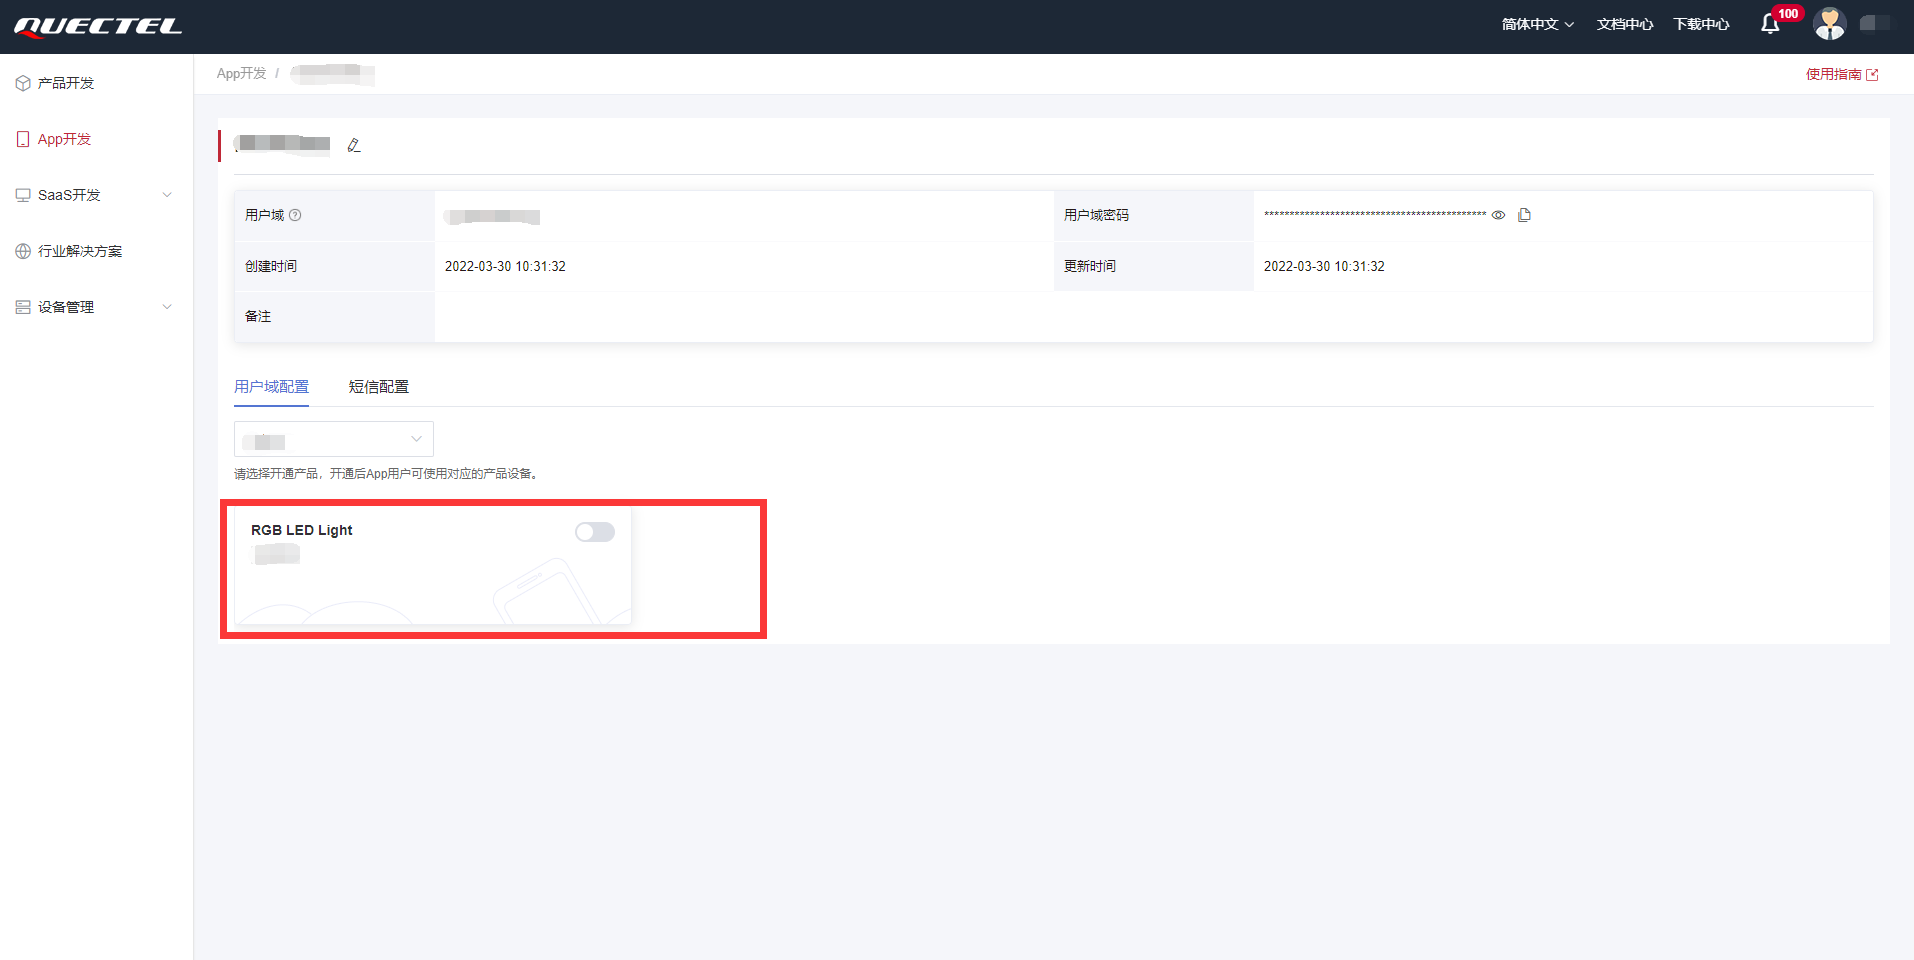 QUECTEL
简体中文
文档中心
下载中心
100
产品开发
App开发
SaaS开发
行业解决方案
设备管理
App开发 /
使用指南
用户域
用户域密码
********************************************
创建时间
2022-03-30 10:31:32
更新时间
2022-03-30 10:31:32
备注
用户域配置
短信配置
请选择开通产品，开通后App用户可使用对应的产品设备。
RGB LED Light